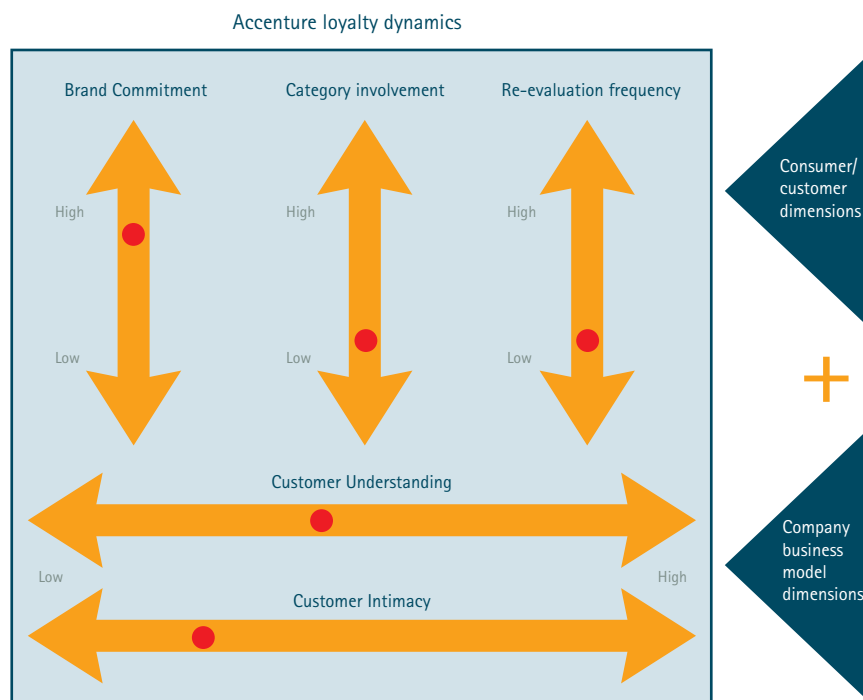 Accenture loyalty dynamics
Brand Commitment
Category involvement
Re-evaluation frequency
High
High
High
Low
Low
Low
Consumer/
customer
dimensions
+
Customer Understanding
Low
High
Customer Intimacy
Company
business
model
dimensions